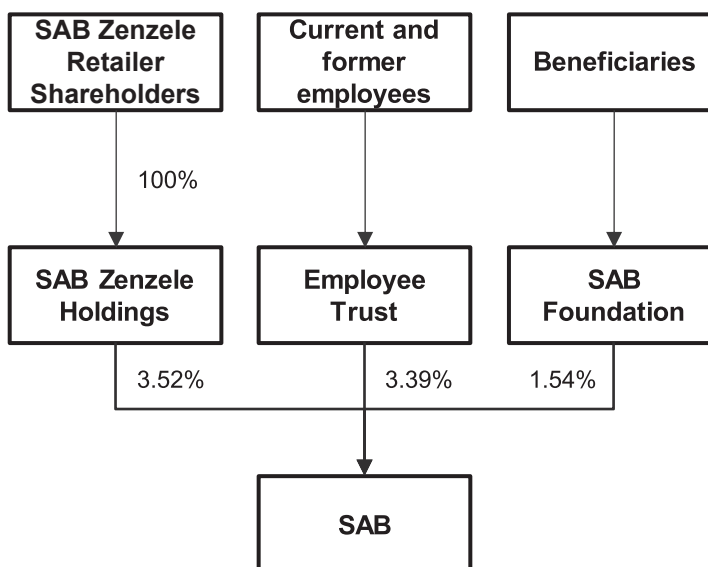 SAB Zenzele
Retailer
Shareholders
Current and
former
employees
Beneficiaries
100%
SAB Zenzele
Holdings
Employee
Trust
SAB
Foundation
3.52%
3.39%
1.54%
SAB